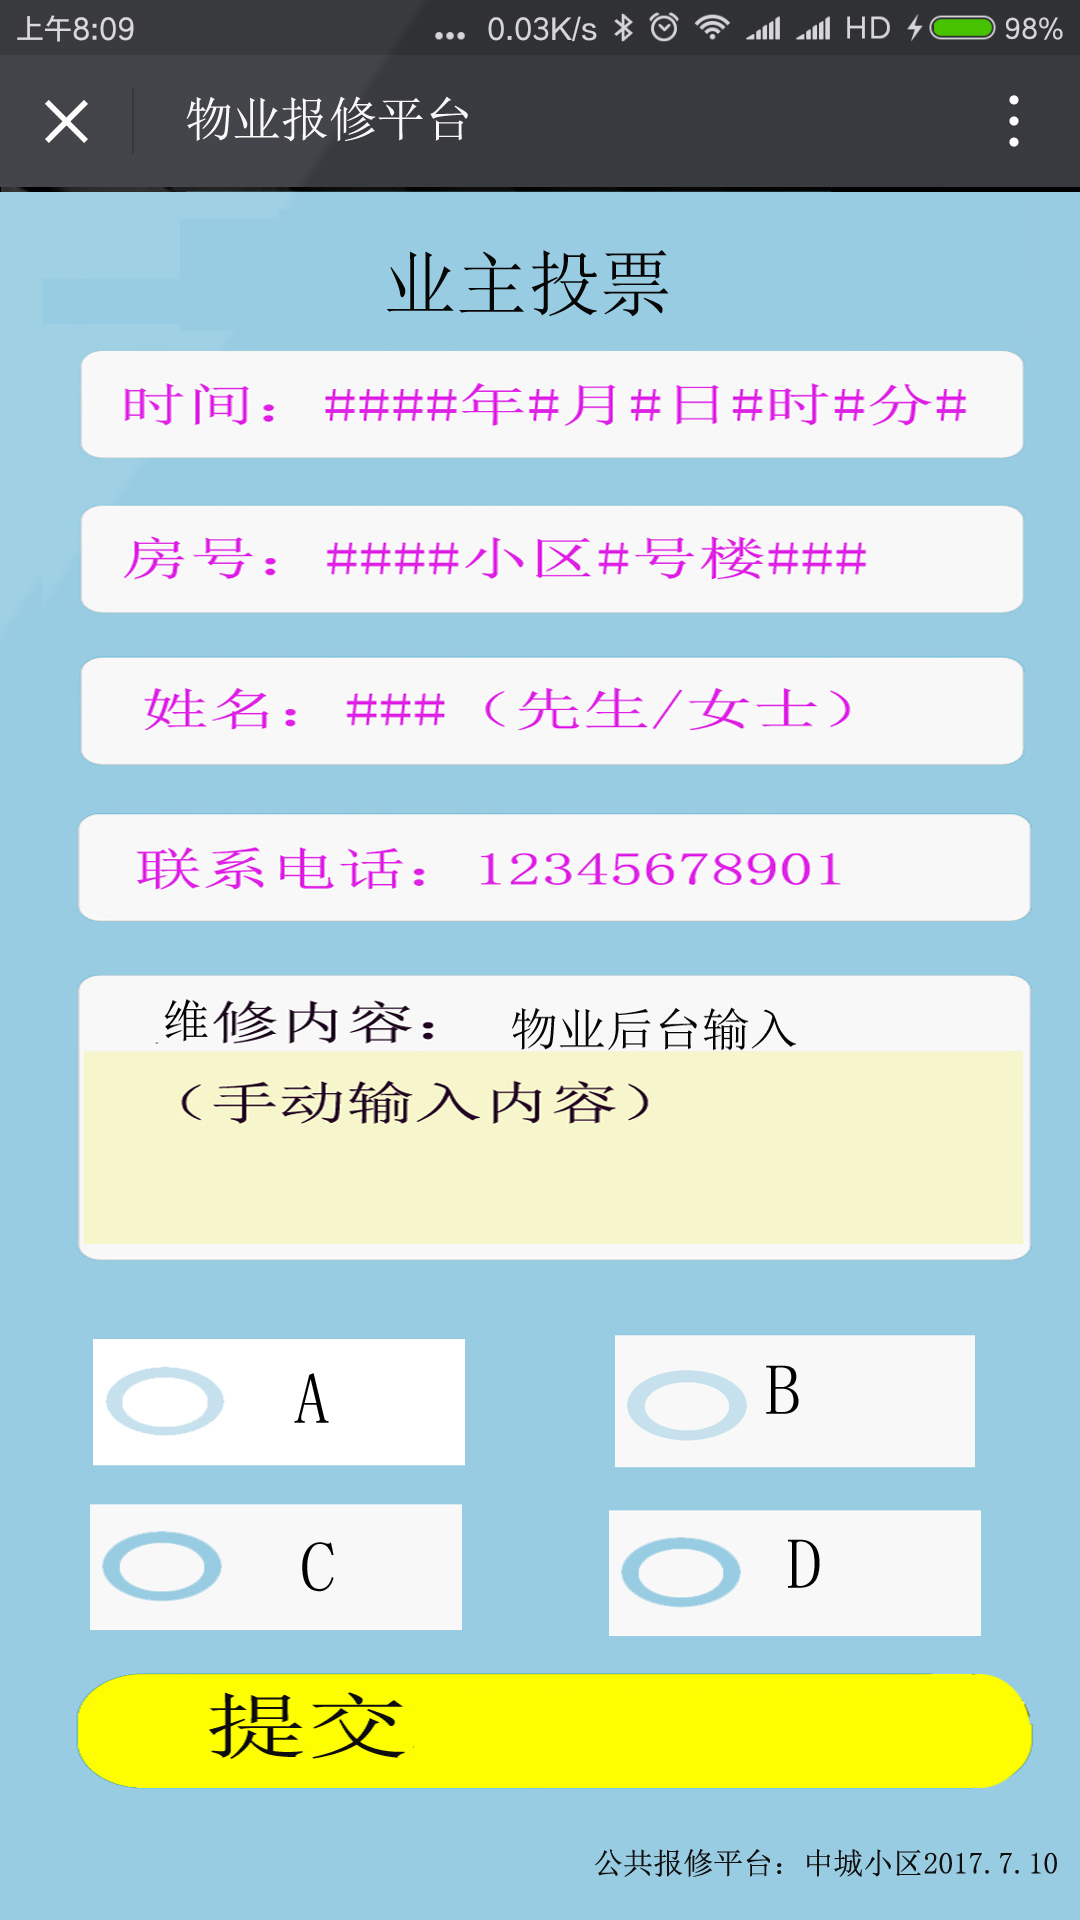 上午8:09 ... 0.03K/s HD 98%
物业报修平台
业主投票
时间：####年#月#日#时#分#
房号：####小区#号楼###
姓名：###（先生/女士）
联系电话：12345678901
维修内容： 物业后台输入
（手动输入内容）
A B
C D
提交
公共报修平台：中城小区2017.7.10